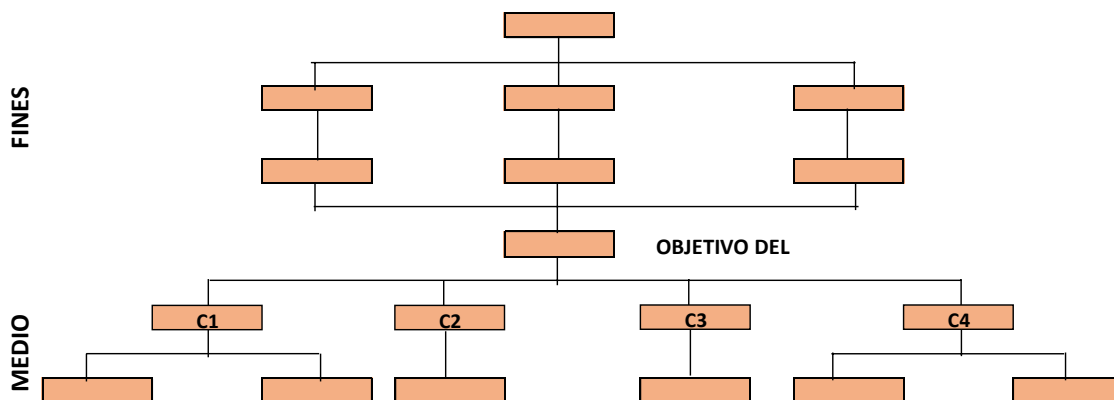 FINES
OBJETIVO DEL
MEDIO
C1
C2
C3
C4